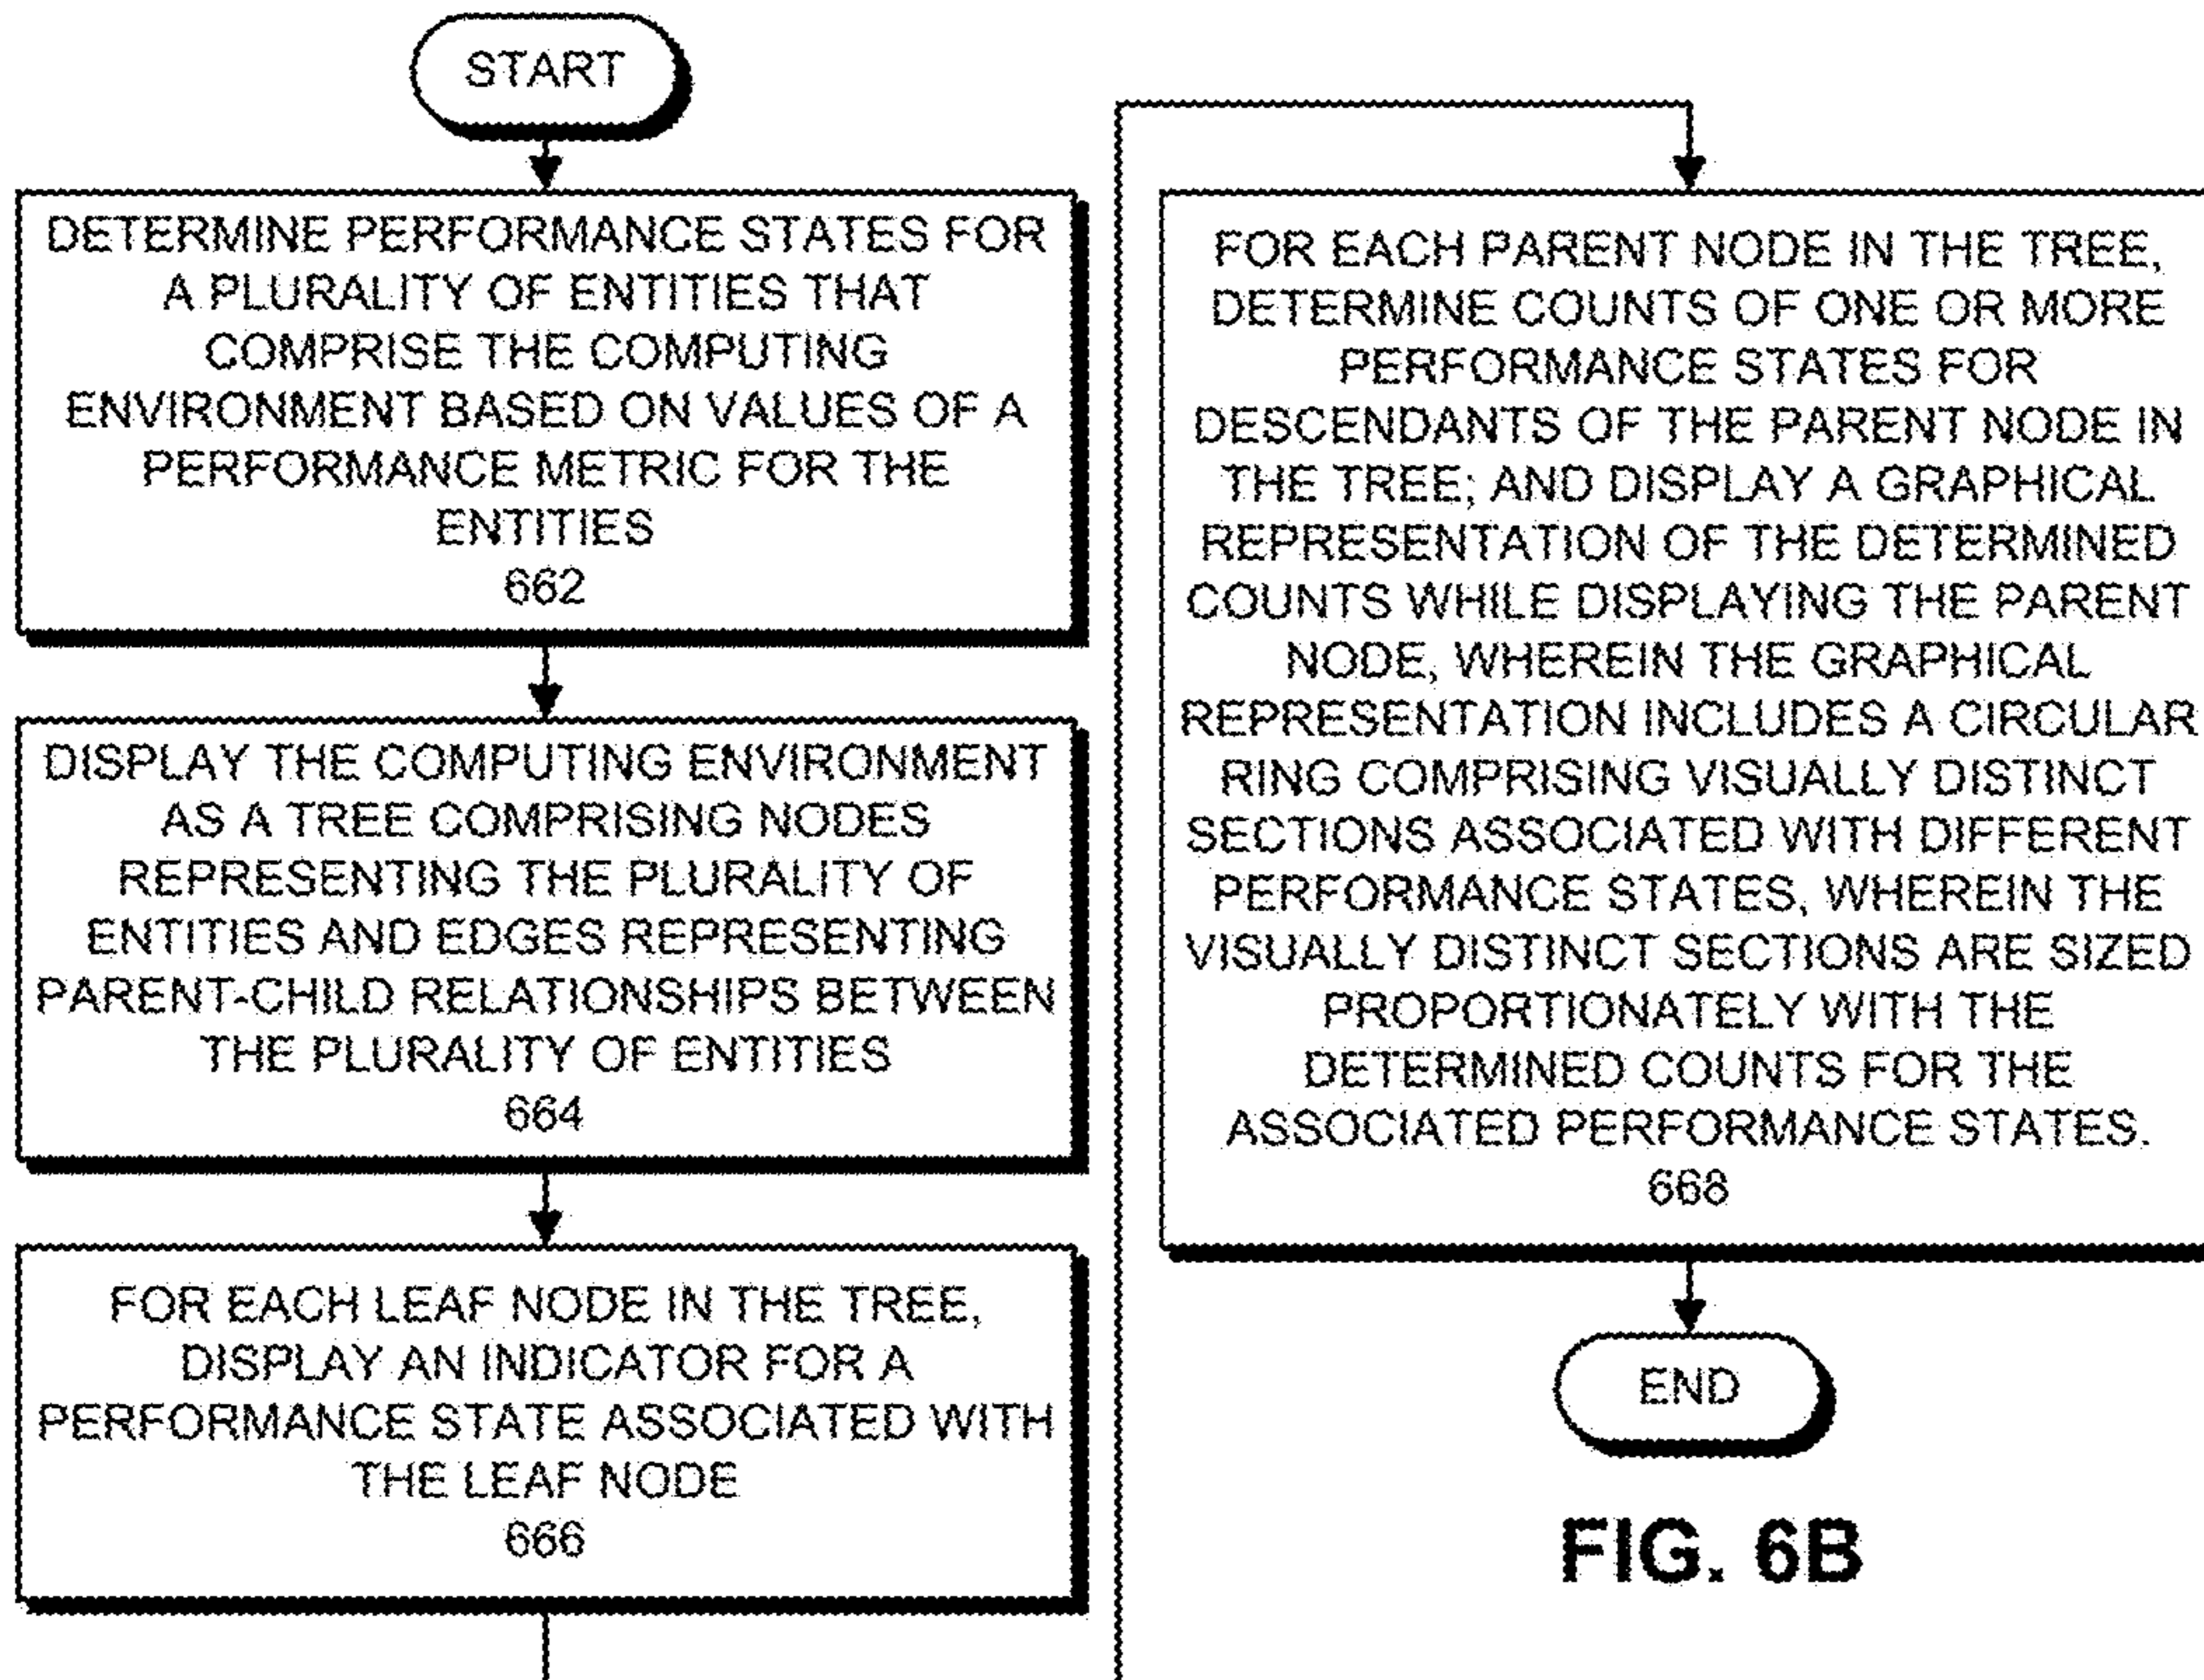 START
DETERMINE PERFORMANCE STATES FOR
A PLURALITY OF ENTITIES THAT
COMPRISE THE COMPUTING
ENVIRONMENT BASED ON VALUES OF A
PERFORMANCE METRIC FOR THE
ENTITIES
662
DISPLAY THE COMPUTING ENVIRONMENT
AS A TREE COMPRISING NODES
REPRESENTING THE PLURALITY OF
ENTITIES AND EDGES REPRESENTING
PARENT-CHILD RELATIONSHIPS BETWEEN
THE PLURALITY OF ENTITIES
664
FOR EACH LEAF NODE IN THE TREE,
DISPLAY AN INDICATOR FOR A
PERFORMANCE STATE ASSOCIATED WITH
THE LEAF NODE
666
FOR EACH PARENT NODE IN THE TREE,
DETERMINE COUNTS OF ONE OR MORE
PERFORMANCE STATES FOR
DESCENDANTS OF THE PARENT NODE IN
THE TREE; AND DISPLAY A GRAPHICAL
REPRESENTATION OF THE DETERMINED
COUNTS WHILE DISPLAYING THE PARENT
NODE, WHEREIN THE GRAPHICAL
REPRESENTATION INCLUDES A CIRCULAR
RING COMPRISING VISUALLY DISTINCT
SECTIONS ASSOCIATED WITH DIFFERENT
PERFORMANCE STATES, WHEREIN THE
VISUALLY DISTINCT SECTIONS ARE SIZED
PROPORTIONATELY WITH THE
DETERMINED COUNTS FOR THE
ASSOCIATED PERFORMANCE STATES.
668
END
FIG. 6B